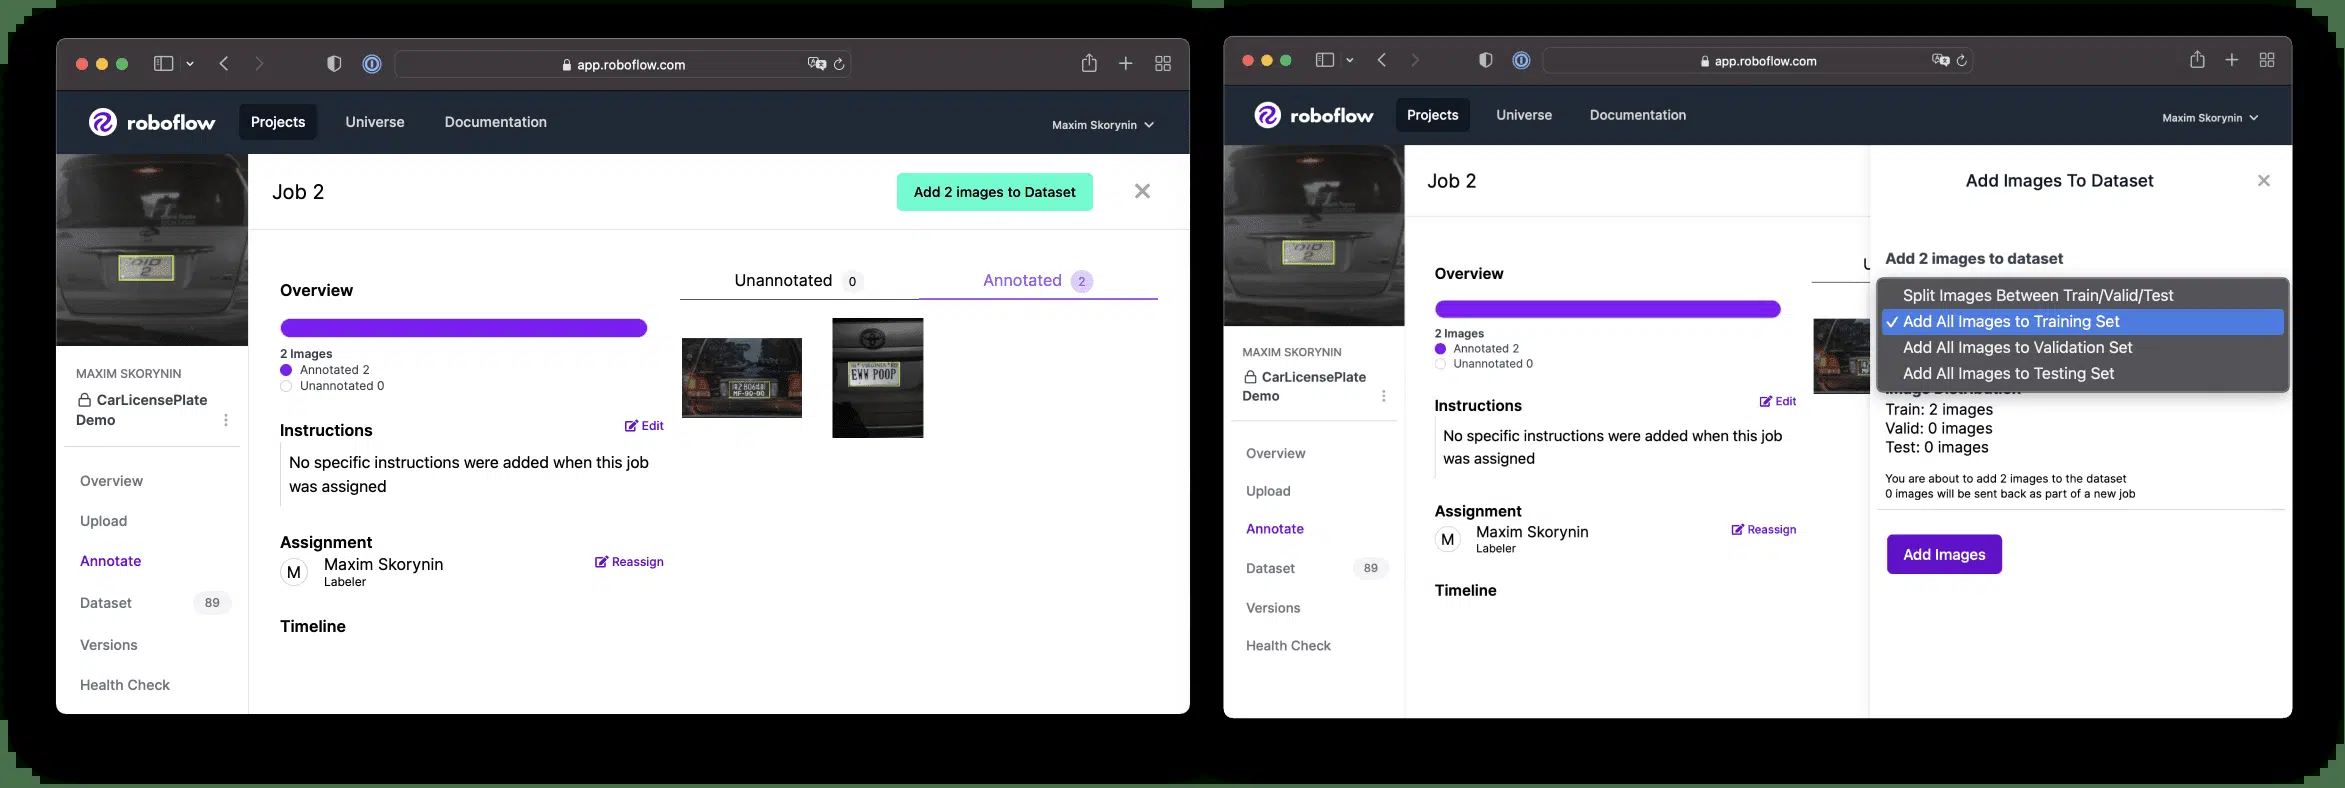 app.roboflow.com
roboflow
Projects
Universe
Documentation
Maxim Skorynin
Job 2
Add 2 images to Dataset
MAXIM SKORYNIN
CarLicensePlate
Demo
Overview
Upload
Annotate
Dataset 89
Versions
Health Check
Overview
2 Images
Annotated 2
Unannotated 0
Instructions
Edit
No specific instructions were added when this job
was assigned
Assignment
M
Maxim Skorynin
Labeler
Reassign
Timeline
Unannotated 0
Annotated 2
EWW POOP
app.roboflow.com
roboflow
Projects
Universe
Documentation
Maxim Skorynin
Job 2
MAXIM SKORYNIN
CarLicensePlate
Demo
Overview
Upload
Annotate
Dataset 89
Versions
Health Check
Overview
2 Images
Annotated 2
Unannotated 0
Instructions
Edit
No specific instructions were added when this job
was assigned
Assignment
M
Maxim Skorynin
Labeler
Reassign
Timeline
Add Images To Dataset
Add 2 images to dataset
Split Images Between Train/Valid/Test
Add All Images to Training Set
Add All Images to Validation Set
Add All Images to Testing Set
Image Distribution
Train: 2 images
Valid: 0 images
Test: 0 images
You are about to add 2 images to the dataset
0 images will be sent back as part of a new job
Add Images